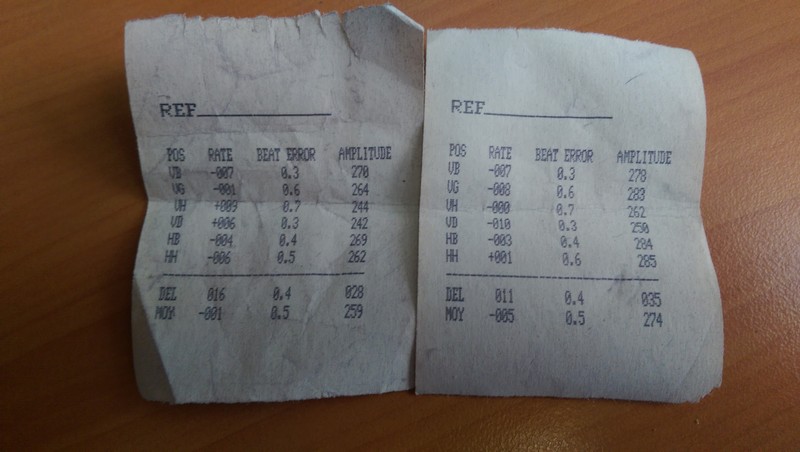 REF____________
POS RATE BEAT ERROR AMPLITUDE
VB -007 0.3 270
VG -001 0.6 264
VH +009 0.7 244
VD +006 0.3 242
HB -004 0.4 269
HH -006 0.5 262
DEL 016 0.4 028
MOY -001 0.5 259
REF____________
POS RATE BEAT ERROR AMPLITUDE
VB -007 0.3 278
VG -008 0.6 283
VH -000 0.7 262
VD -010 0.3 250
HB -003 0.4 284
HH +001 0.6 285
DEL 011 0.4 035
MOY -005 0.5 274